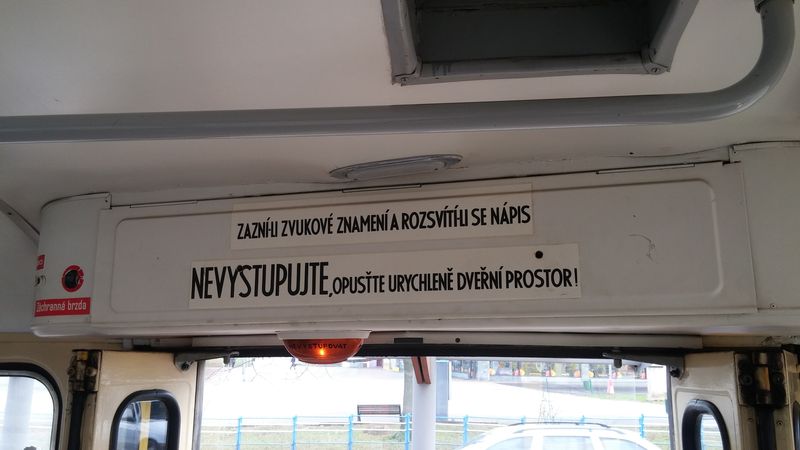 ZAZNÍ-LI ZVUKOVÉ ZNAMENÍ A ROZSVÍTÍ-LI SE NÁPIS
NEVYSTUPUJTE, OPUSŤTE URYCHLENĚ DVEŘNÍ PROSTOR!
Záchranná brzda
NEVYSTUPOVAT